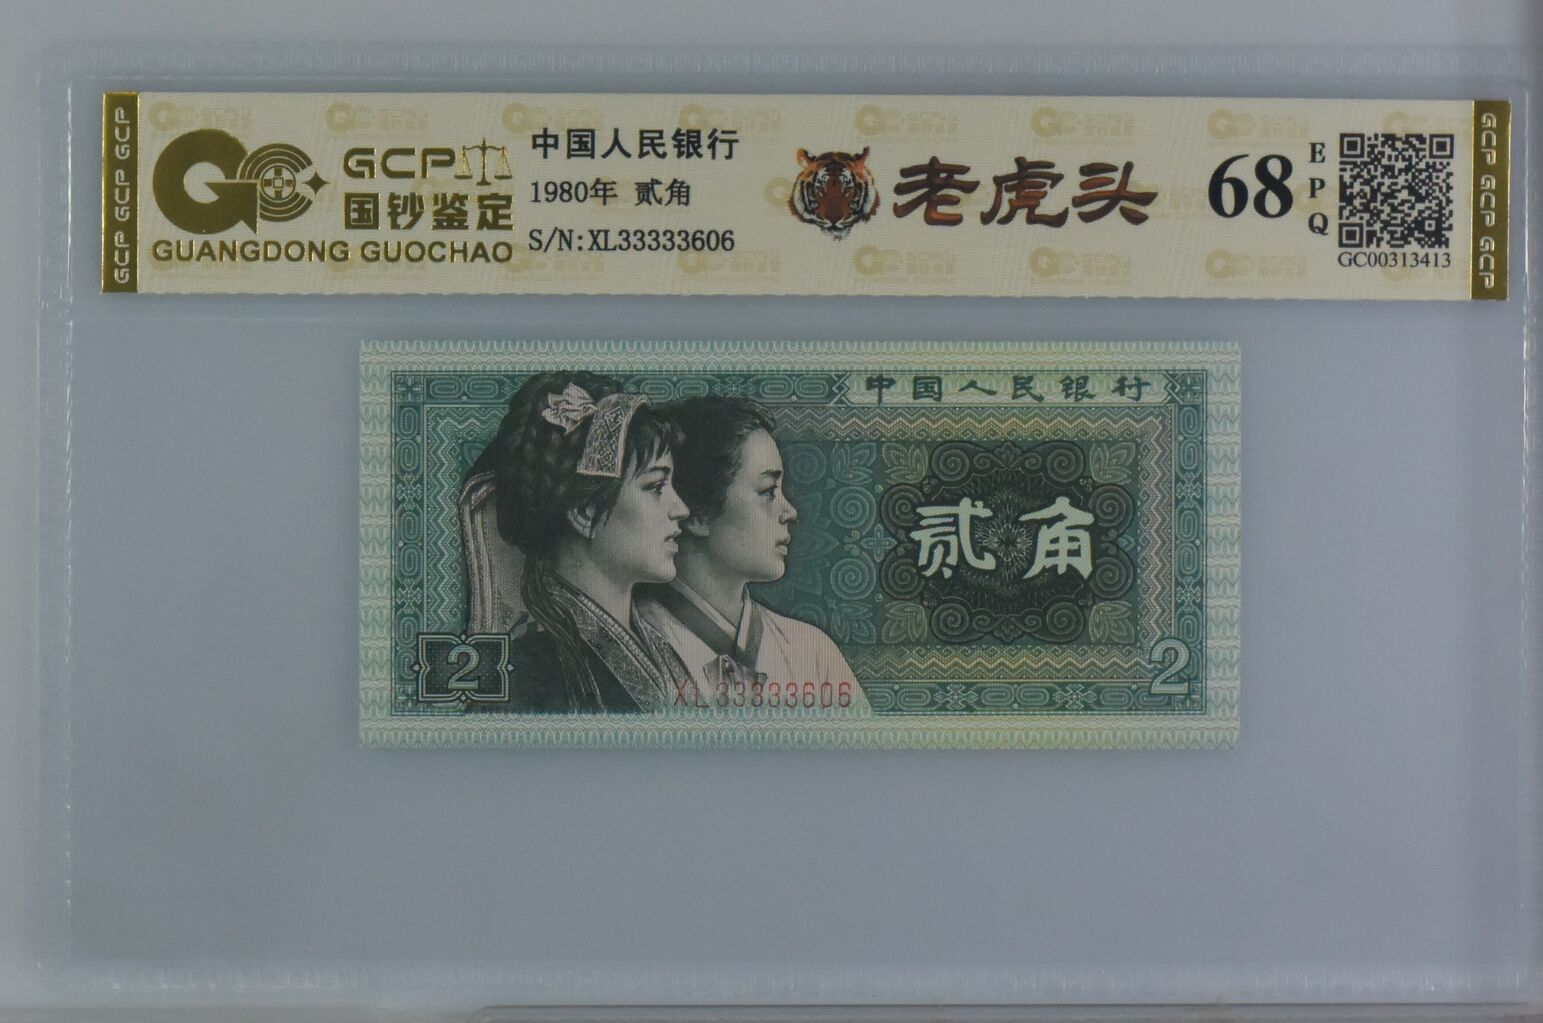 GCP GCP GCP
GCP
国钞鉴定
GUANGDONG GUOCHAO
中国人民银行
1980年 贰角
S/N:XL33333606
老虎头
68
EPQ
GC00313413
GCP GCP GCP
中国人民银行
贰角
2
2
XL33333606